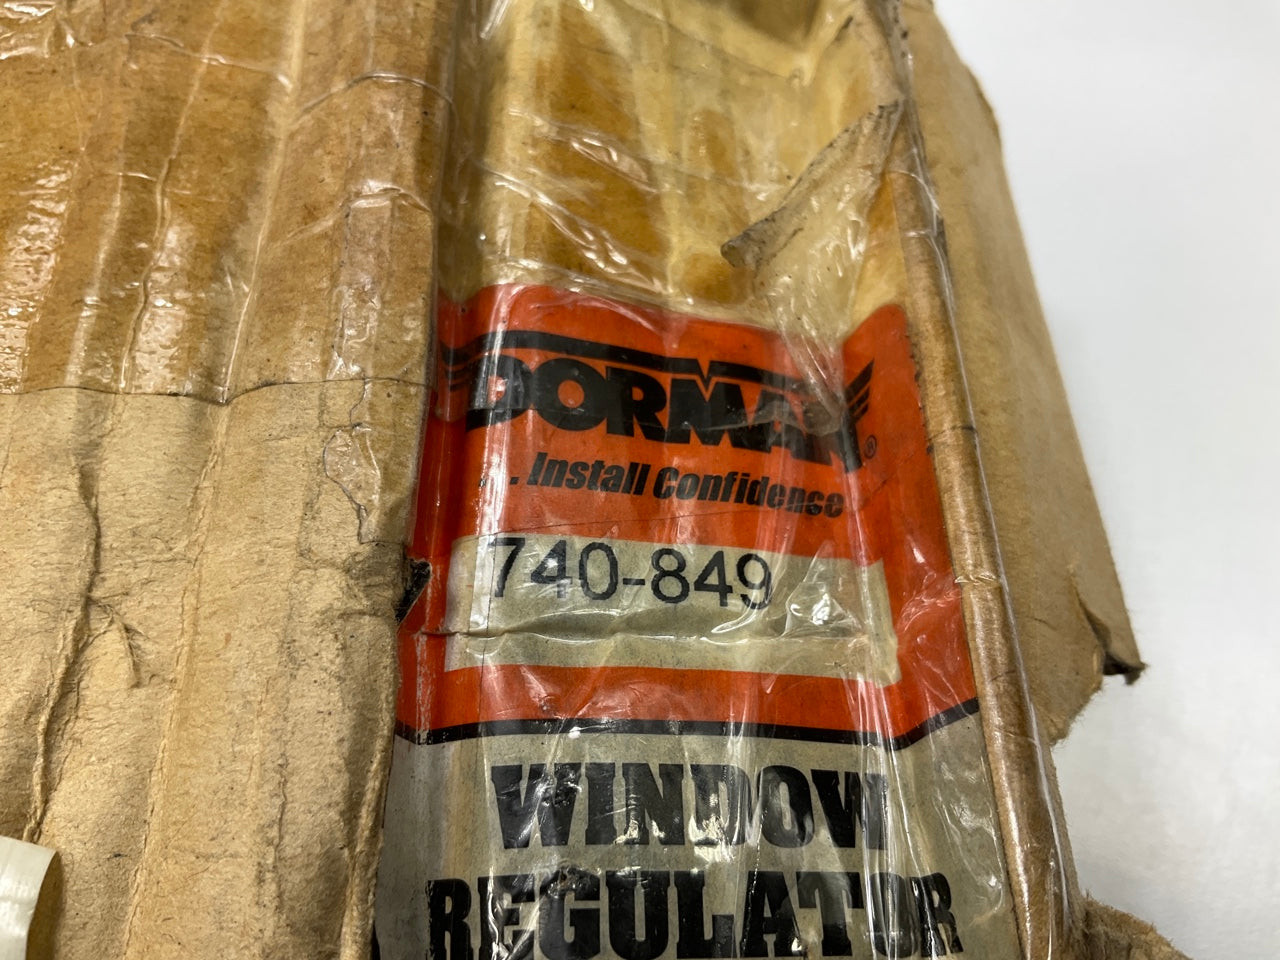 DORMAN®
... Install Confidence
740-849
WINDOW
REGULATOR